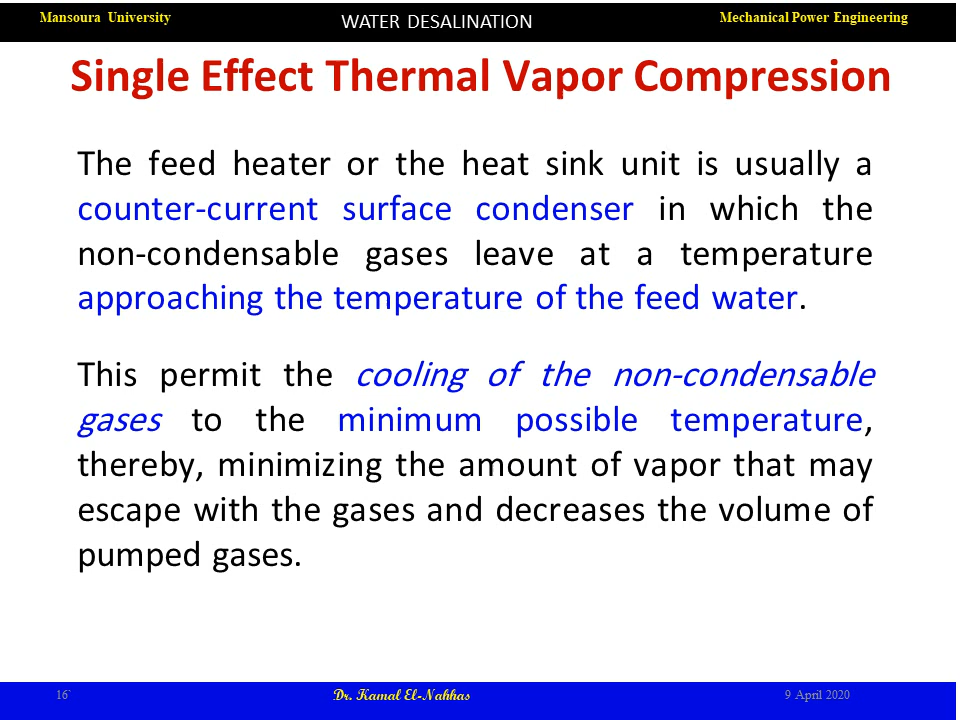 Mansoura University
WATER DESALINATION
Mechanical Power Engineering
Single Effect Thermal Vapor Compression
The feed heater or the heat sink unit is usually a
counter-current surface condenser in which the
non-condensable gases leave at a temperature
approaching the temperature of the feed water.
This permit the cooling of the non-condensable
gases to the minimum possible temperature,
thereby, minimizing the amount of vapor that may
escape with the gases and decreases the volume of
pumped gases.
16`
Dr. Kamal El-Nahhas
9 April 2020